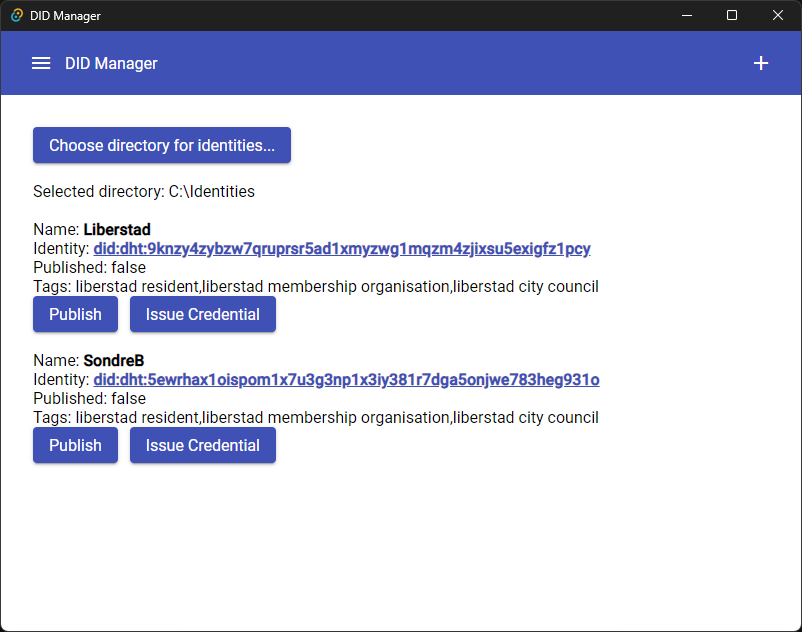 DID Manager
DID Manager
Choose directory for identities...
Selected directory: C:\Identities
Name: Liberstad
Identity: did:dht:9knzy4zybzw7qruprsr5ad1xmyzwg1mqzm4zjixsu5exigfz1pcy
Published: false
Tags: liberstad resident,liberstad membership organisation,liberstad city council
Publish Issue Credential
Name: SondreB
Identity: did:dht:5ewrhax1oispom1x7u3g3np1x3iy381r7dga5onjwe783heg931o
Published: false
Tags: liberstad resident,liberstad membership organisation,liberstad city council
Publish Issue Credential